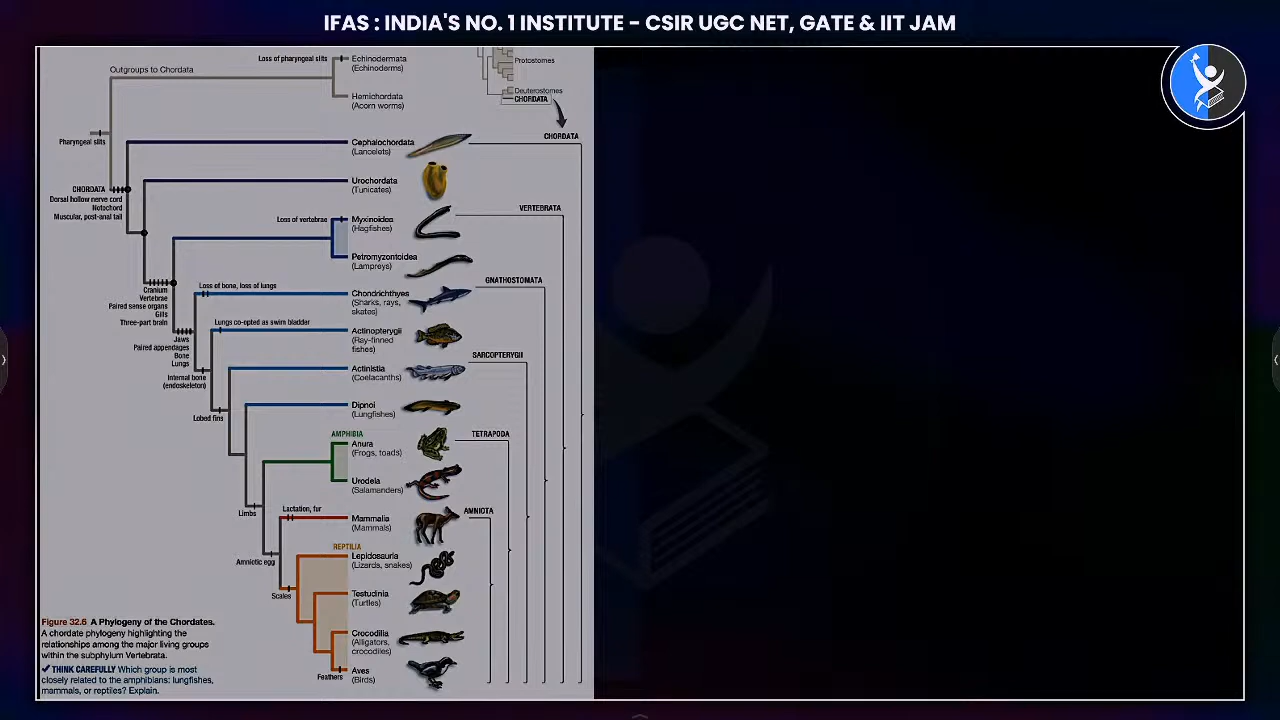 IFAS : INDIA'S NO. 1 INSTITUTE - CSIR UGC NET, GATE & IIT JAM
Outgroups to Chordata
Loss of pharyngeal slits
Echinodermata
(Echinoderms)
Hemichordata
(Acorn worms)
Protostomes
Deuterostomes
CHORDATA
Pharyngeal slits
CHORDATA
Cephalochordata
(Lancelets)
CHORDATA
Dorsal hollow nerve cord
Notochord
Muscular, post-anal tail
Urochordata
(Tunicates)
VERTEBRATA
Loss of vertebrae
Myxinoidea
(Hagfishes)
Petromyzontoidea
(Lampreys)
Cranium
Vertebrae
Paired sense organs
Gills
Three-part brain
GNATHOSTOMATA
Loss of bone, loss of lungs
Chondrichthyes
(Sharks, rays,
skates)
Lungs co-opted as swim bladder
Actinopterygii
(Ray-finned
fishes)
Jaws
Paired appendages
Bone
Lungs
SARCOPTERYGII
Internal bone
(endoskeleton)
Actinistia
(Coelacanths)
Lobed fins
Dipnoi
(Lungfishes)
AMPHIBIA
TETRAPODA
Anura
(Frogs, toads)
Urodela
(Salamanders)
Limbs
Lactation, fur
AMNIOTA
Mammalia
(Mammals)
Amniotic egg
REPTILIA
Lepidosauria
(Lizards, snakes)
Scales
Testudinia
(Turtles)
Crocodilia
(Alligators,
crocodiles)
Feathers
Aves
(Birds)
Figure 32.6 A Phylogeny of the Chordates.
A chordate phylogeny highlighting the
relationships among the major living groups
within the subphylum Vertebrata.
✔ THINK CAREFULLY Which group is most
closely related to the amphibians: lungfishes,
mammals, or reptiles? Explain.